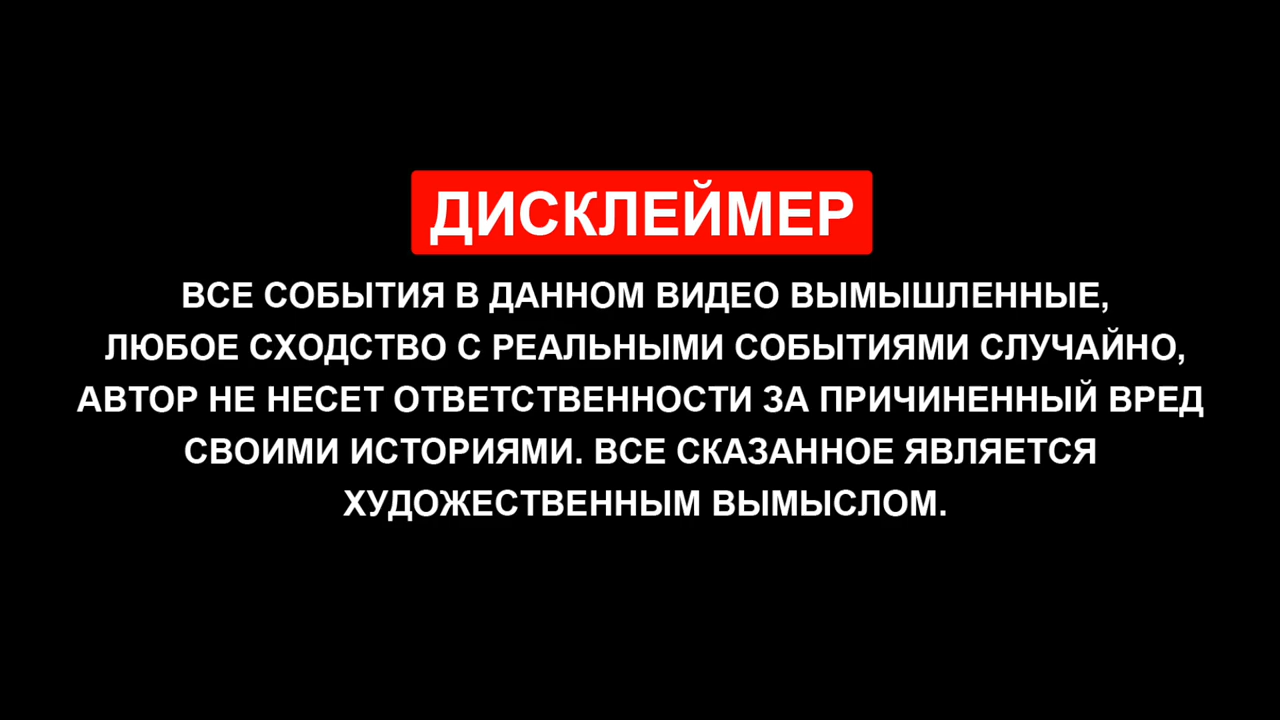 ДИСКЛЕЙМЕР
ВСЕ СОБЫТИЯ В ДАННОМ ВИДЕО ВЫМЫШЛЕННЫЕ,
ЛЮБОЕ СХОДСТВО С РЕАЛЬНЫМИ СОБЫТИЯМИ СЛУЧАЙНО,
АВТОР НЕ НЕСЕТ ОТВЕТСТВЕННОСТИ ЗА ПРИЧИНЕННЫЙ ВРЕД
СВОИМИ ИСТОРИЯМИ. ВСЕ СКАЗАННОЕ ЯВЛЯЕТСЯ
ХУДОЖЕСТВЕННЫМ ВЫМЫСЛОМ.